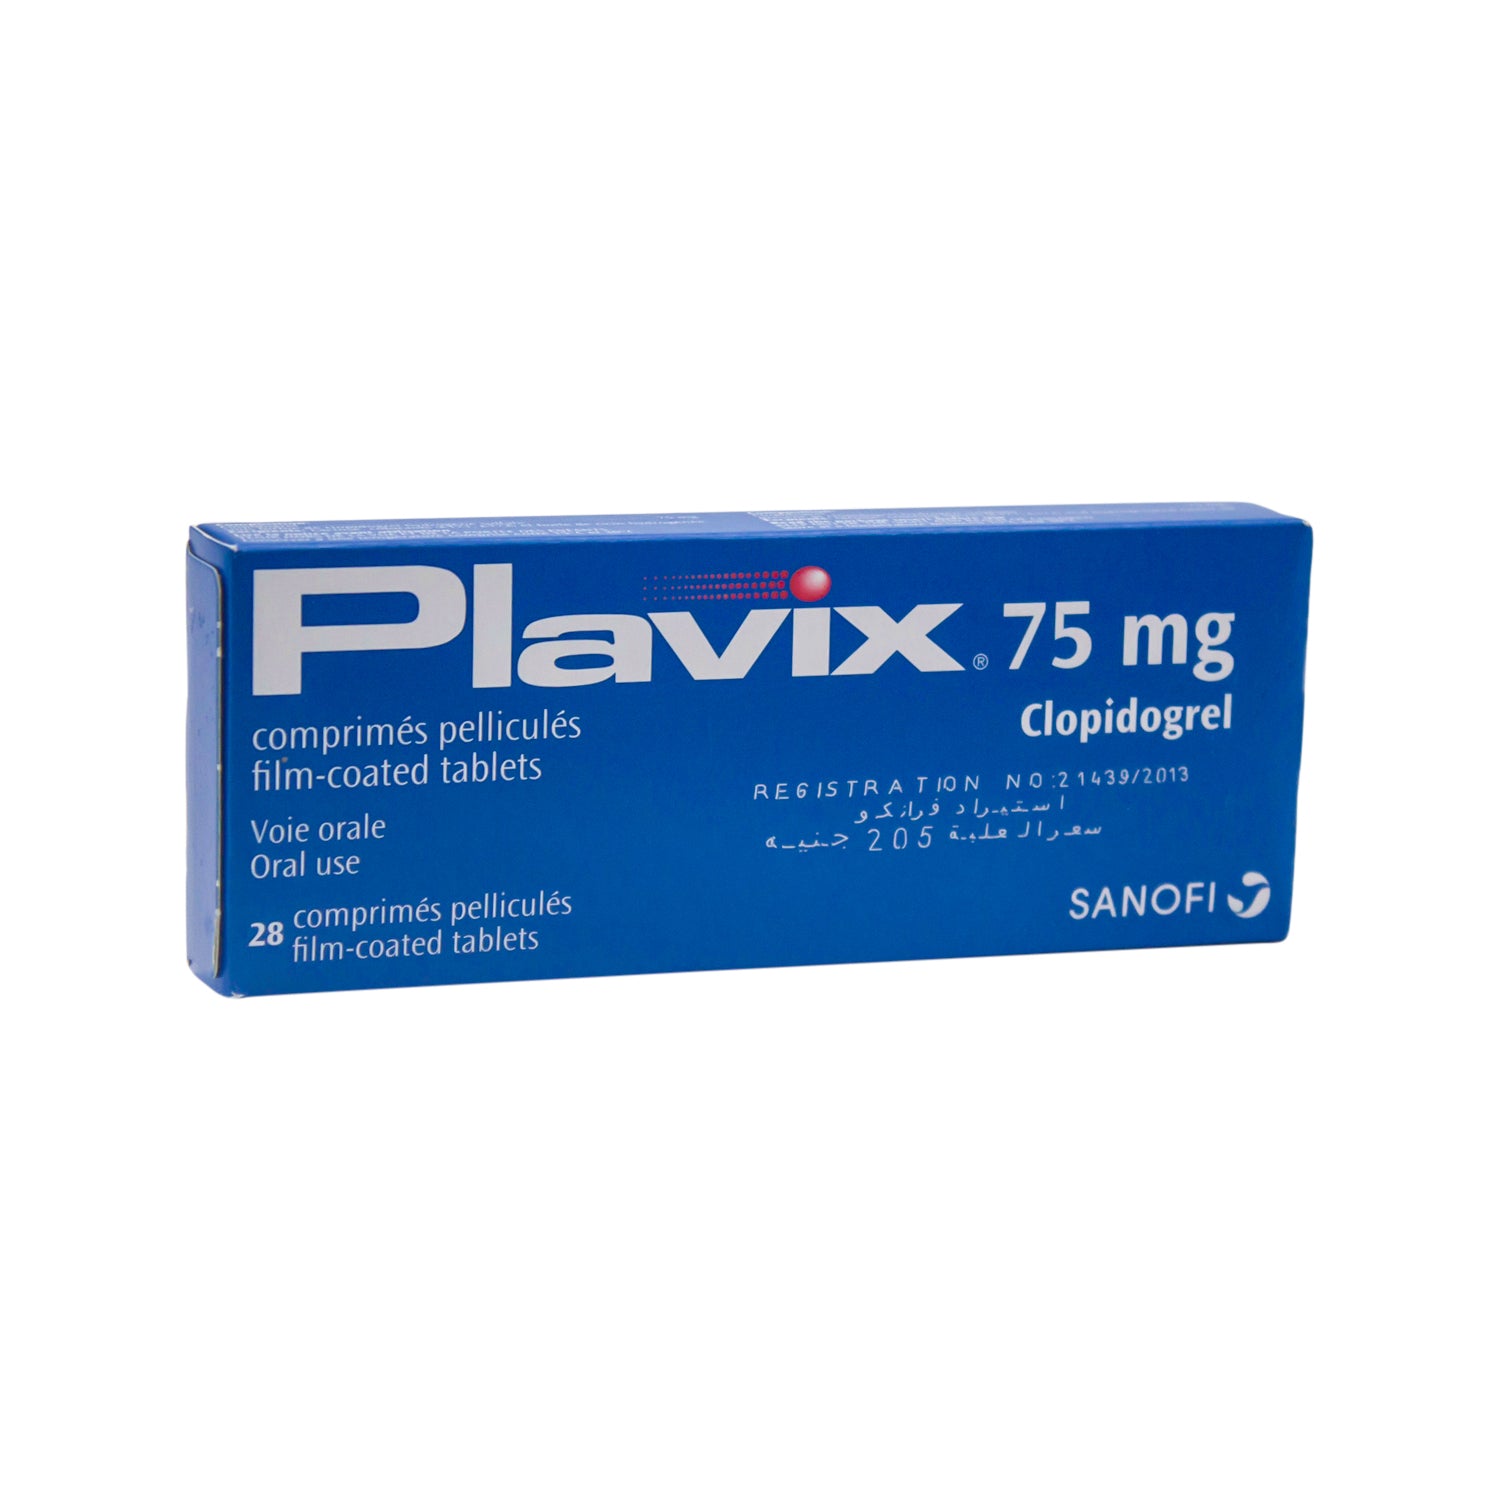 Plavix® 75 mg
Clopidogrel
comprimés pelliculés
film-coated tablets
Voie orale
Oral use
28 comprimés pelliculés
film-coated tablets
REGISTRATION NO:21439/2013
استيراد فرانكو
سعر العلبة 205 جنيه
SANOFI